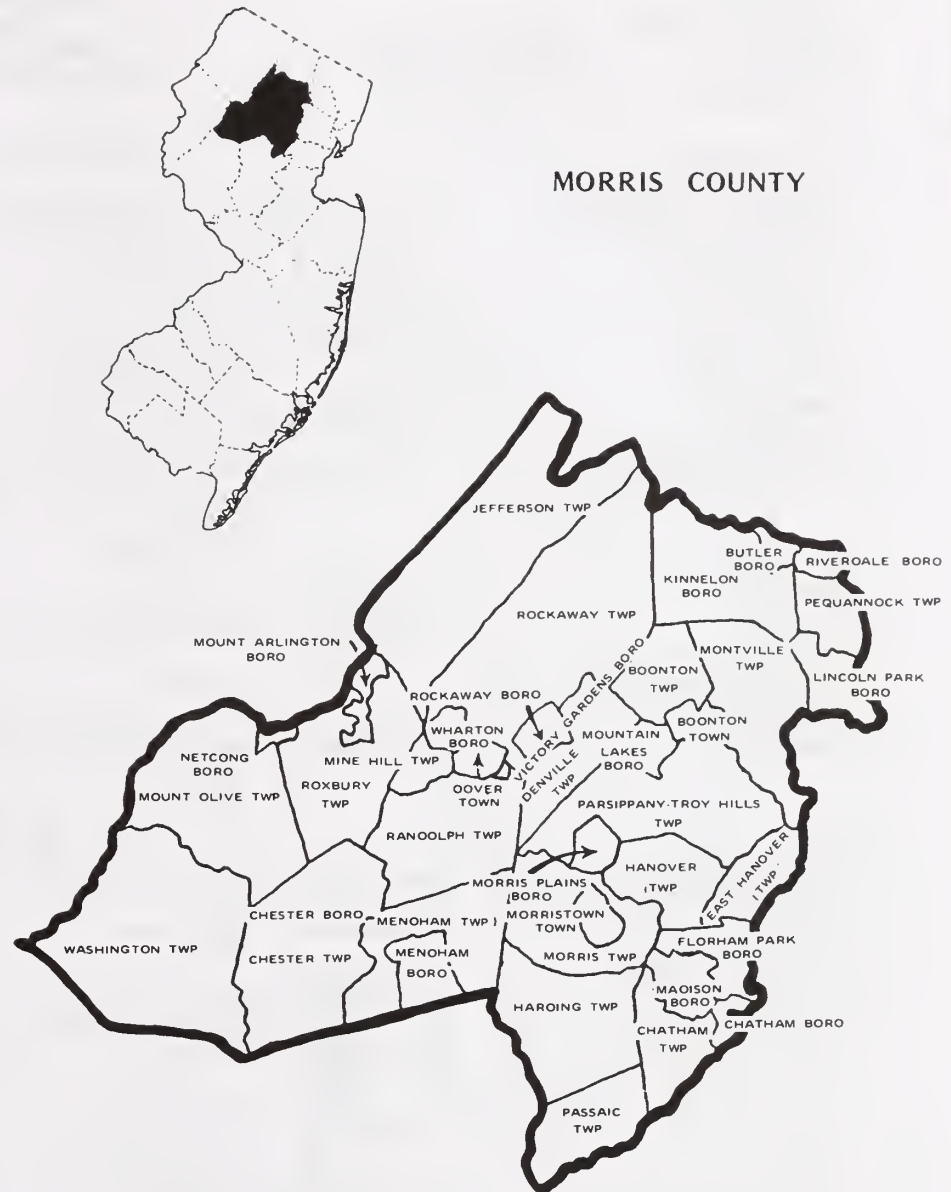 MORRIS COUNTY
JEFFERSON TWP
BUTLER
BORO
RIVEROALE BORO
KINNELON
BORO
PEQUANNOCK TWP
ROCKAWAY TWP
MOUNT ARLINGTON
BORO
MONTVILLE
TWP
BOONTON
TWP
LINCOLN PARK
BORO
ROCKAWAY BORO
VICTORY GARDENS BORO
WHARTON
BORO
BOONTON
TOWN
MOUNTAIN
LAKES
BORO
DENVILLE
TWP
NETCONG
BORO
MINE HILL TWP
MOUNT OLIVE TWP
ROXBURY
TWP
OOVER
TOWN
PARSIPPANY-TROY HILLS
TWP
RANOOLPH TWP
HANOVER
TWP
EAST HANOVER
TWP
MORRIS PLAINS
BORO
CHESTER BORO
MENOHAM TWP
MORRISTOWN
TOWN
FLORHAM PARK
BORO
WASHINGTON TWP
CHESTER TWP
MENOHAM
BORO
MORRIS TWP
MAOISON
BORO
HAROING TWP
CHATHAM
TWP
CHATHAM BORO
PASSAIC
TWP